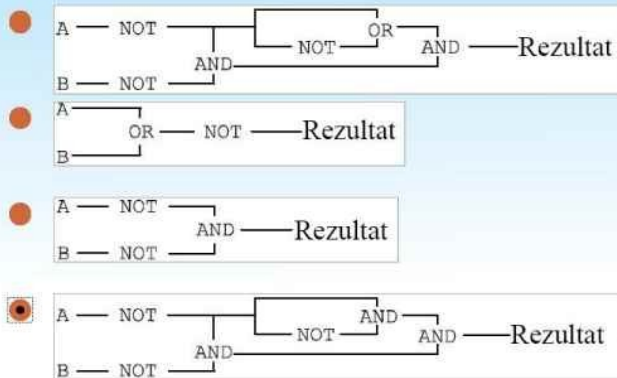 OR
A NOT
NOT AND Rezultat
AND
B NOT
A
OR NOT Rezultat
B
A NOT
AND Rezultat
B NOT
A NOT AND
NOT AND Rezultat
AND
B NOT